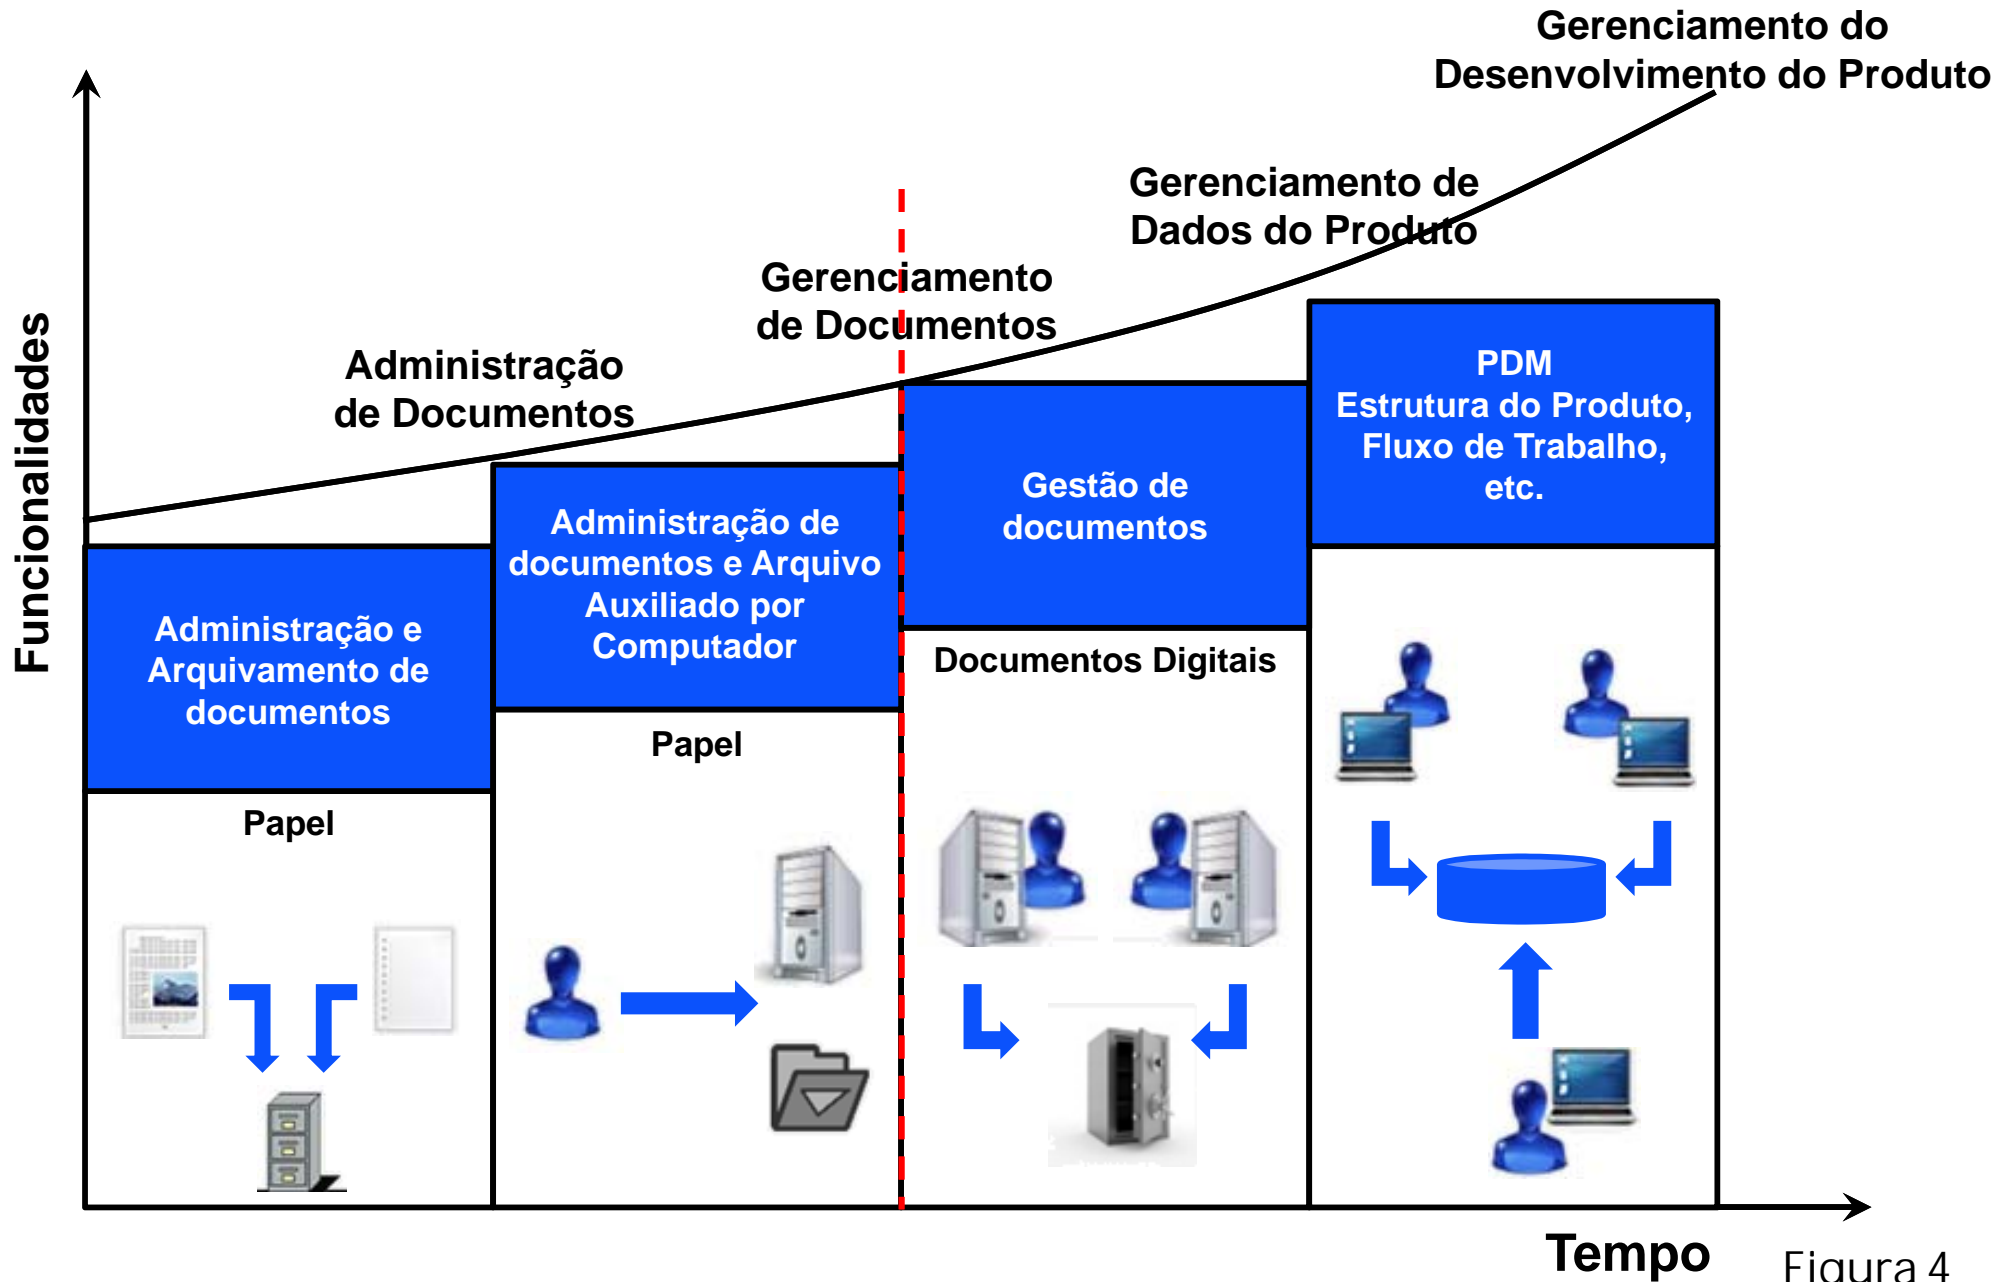 Gerenciamento do
Desenvolvimento do Produto
Gerenciamento de
Dados do Produto
Gerenciamento
de Documentos
Administração
de Documentos
Funcionalidades
PDM
Estrutura do Produto,
Fluxo de Trabalho,
etc.
Gestão de
documentos
Administração de
documentos e Arquivo
Auxiliado por
Computador
Administração e
Arquivamento de
documentos
Documentos Digitais
Papel
Papel
Tempo
Figura 4